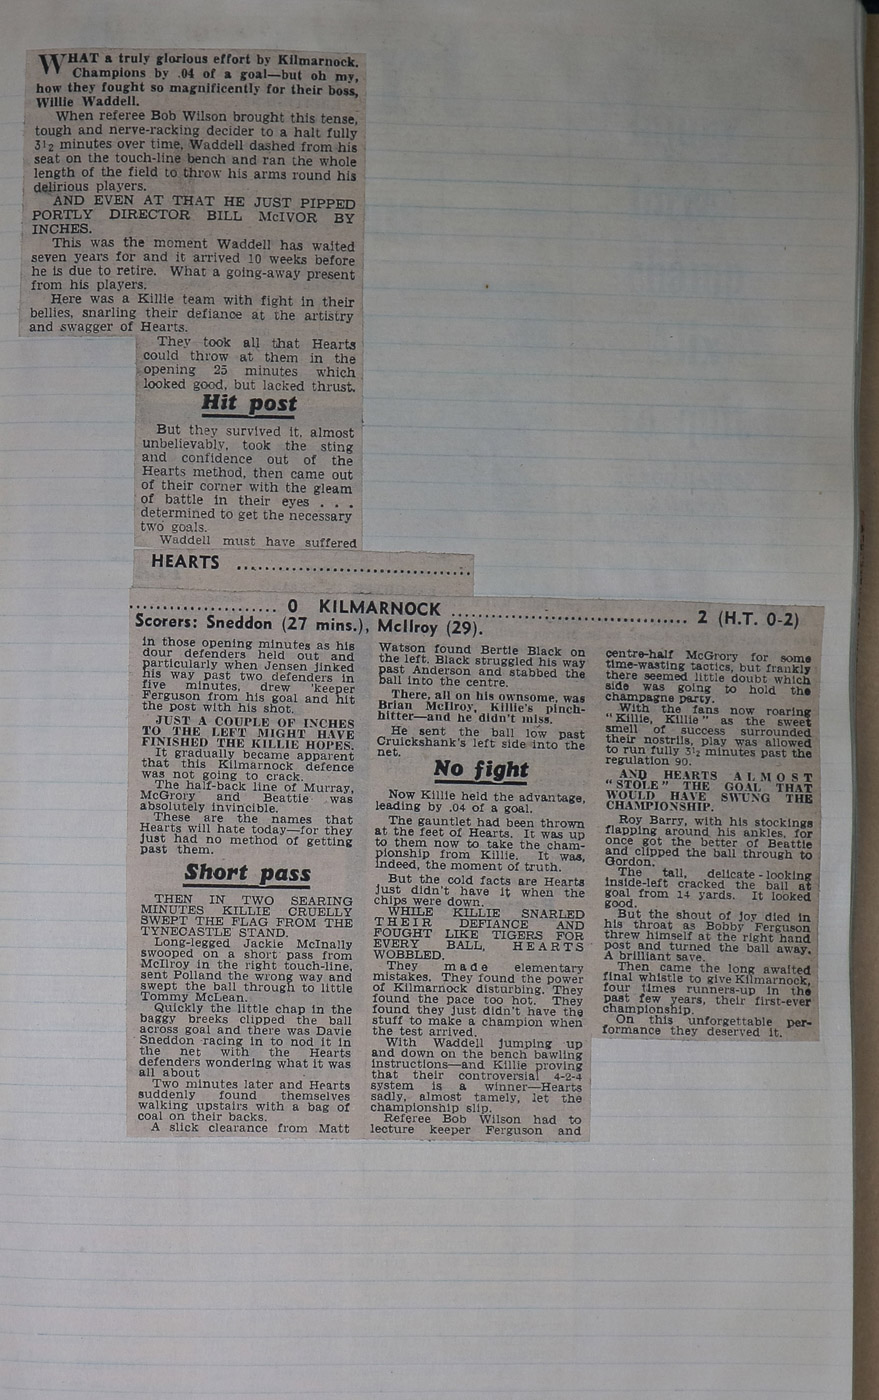 WHAT a truly glorious effort by Kilmarnock.
Champions by .04 of a goal—but oh my,
how they fought so magnificently for their boss,
Willie Waddell.
When referee Bob Wilson brought this tense,
tough and nerve-racking decider to a halt fully
3½ minutes over time, Waddell dashed from his
seat on the touch-line bench and ran the whole
length of the field to throw his arms round his
delirious players.
AND EVEN AT THAT HE JUST PIPPED
PORTLY DIRECTOR BILL McIVOR BY
INCHES.
This was the moment Waddell has waited
seven years for and it arrived 10 weeks before
he is due to retire. What a going-away present
from his players.
Here was a Killie team with fight in their
bellies, snarling their defiance at the artistry
and swagger of Hearts.
They took all that Hearts
could throw at them in the
opening 25 minutes which
looked good, but lacked thrust.
Hit post
But they survived it, almost
unbelievably, took the sting
and confidence out of the
Hearts method, then came out
of their corner with the gleam
of battle in their eyes . . .
determined to get the necessary
two goals.
Waddell must have suffered
HEARTS ..................................
..................... 0 KILMARNOCK .................................. 2 (H.T. 0-2)
Scorers: Sneddon (27 mins.), McIlroy (29).
in those opening minutes as his
dour defenders held out and
particularly when Jensen jinked
his way past two defenders in
five minutes, drew 'keeper
Ferguson from his goal and hit
the post with his shot.
JUST A COUPLE OF INCHES
TO THE LEFT MIGHT HAVE
FINISHED THE KILLIE HOPES.
It gradually became apparent
that this Kilmarnock defence
was not going to crack.
The half-back line of Murray,
McGrory and Beattie was
absolutely invincible.
These are the names that
Hearts will hate today—for they
just had no method of getting
past them.
Short pass
THEN IN TWO SEARING
MINUTES KILLIE CRUELLY
SWEPT THE FLAG FROM THE
TYNECASTLE STAND.
Long-legged Jackie McInally
swooped on a short pass from
McIlroy in the right touch-line,
sent Polland the wrong way and
swept the ball through to little
Tommy McLean.
Quickly the little chap in the
baggy breeks clipped the ball
across goal and there was Davie
Sneddon racing in to nod it in
the net with the Hearts
defenders wondering what it was
all about
Two minutes later and Hearts
suddenly found themselves
walking upstairs with a bag of
coal on their backs.
A slick clearance from Matt
Watson found Bertie Black on
the left. Black struggled his way
past Anderson and stabbed the
ball into the centre.
There, all on his ownsome, was
Brian McIlroy, Killie's pinch-
hitter—and he didn't miss.
He sent the ball low past
Cruickshank's left side into the
net.
No fight
Now Killie held the advantage,
leading by .04 of a goal.
The gauntlet had been thrown
at the feet of Hearts. It was up
to them now to take the cham-
pionship from Killie. It was,
indeed, the moment of truth.
But the cold facts are Hearts
just didn't have it when the
chips were down.
WHILE KILLIE SNARLED
THEIR DEFIANCE AND
FOUGHT LIKE TIGERS FOR
EVERY BALL, HEARTS
WOBBLED.
They made elementary
mistakes. They found the power
of Kilmarnock disturbing. They
found the pace too hot. They
found they just didn't have the
stuff to make a champion when
the test arrived.
With Waddell jumping up
and down on the bench bawling
instructions—and Killie proving
that their controversial 4-2-4
system is a winner—Hearts
sadly, almost tamely, let the
championship slip.
Referee Bob Wilson had to
lecture keeper Ferguson and
centre-half McGrory for some
time-wasting tactics, but frankly
there seemed little doubt which
side was going to hold the
champagne party.
With the fans now roaring
"Killie, Killie" as the sweet
smell of success surrounded
their nostrils, play was allowed
to run fully 3½ minutes past the
regulation 90.
AND HEARTS ALMOST
"STOLE" THE GOAL THAT
WOULD HAVE SWUNG THE
CHAMPIONSHIP.
Roy Barry, with his stockings
flapping around his ankles, for
once got the better of Beattie
and clipped the ball through to
Gordon.
The tall, delicate-looking
inside-left cracked the ball at
goal from 14 yards. It looked
good.
But the shout of joy died in
his throat as Bobby Ferguson
threw himself at the right hand
post and turned the ball away.
A brilliant save.
Then came the long awaited
final whistle to give Kilmarnock,
four times runners-up in the
past few years, their first-ever
championship.
On this unforgettable per-
formance they deserved it.